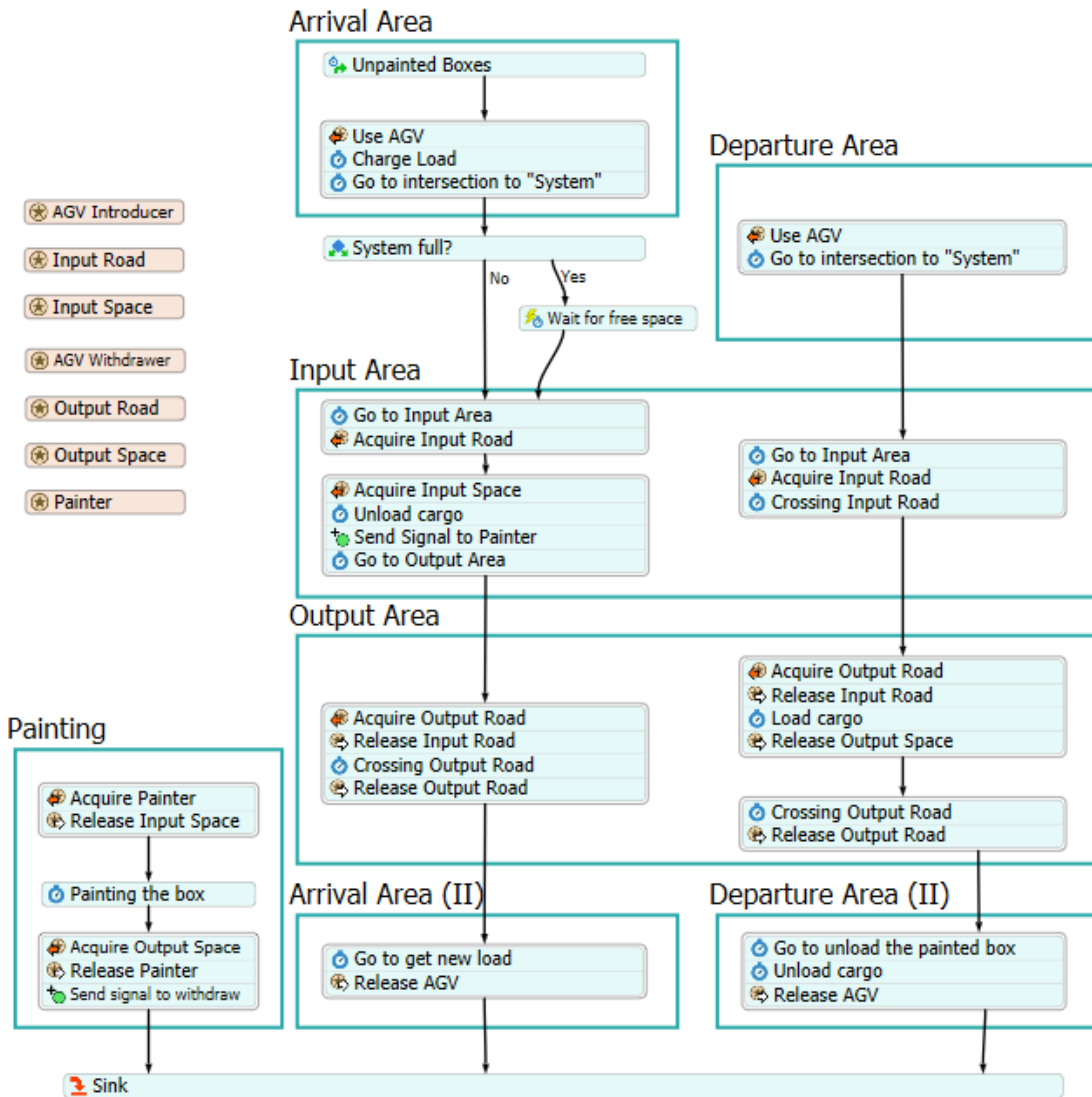 Arrival Area
Unpainted Boxes
Use AGV
Charge Load
Go to intersection to "System"
System full?
No
Yes
Wait for free space
Departure Area
Use AGV
Go to intersection to "System"
AGV Introducer
Input Road
Input Space
AGV Withdrawer
Output Road
Output Space
Painter
Input Area
Go to Input Area
Acquire Input Road
Acquire Input Space
Unload cargo
Send Signal to Painter
Go to Output Area
Go to Input Area
Acquire Input Road
Crossing Input Road
Output Area
Acquire Output Road
Release Input Road
Crossing Output Road
Release Output Road
Acquire Output Road
Release Input Road
Load cargo
Release Output Space
Crossing Output Road
Release Output Road
Painting
Acquire Painter
Release Input Space
Painting the box
Acquire Output Space
Release Painter
Send signal to withdraw
Arrival Area (II)
Go to get new load
Release AGV
Departure Area (II)
Go to unload the painted box
Unload cargo
Release AGV
Sink